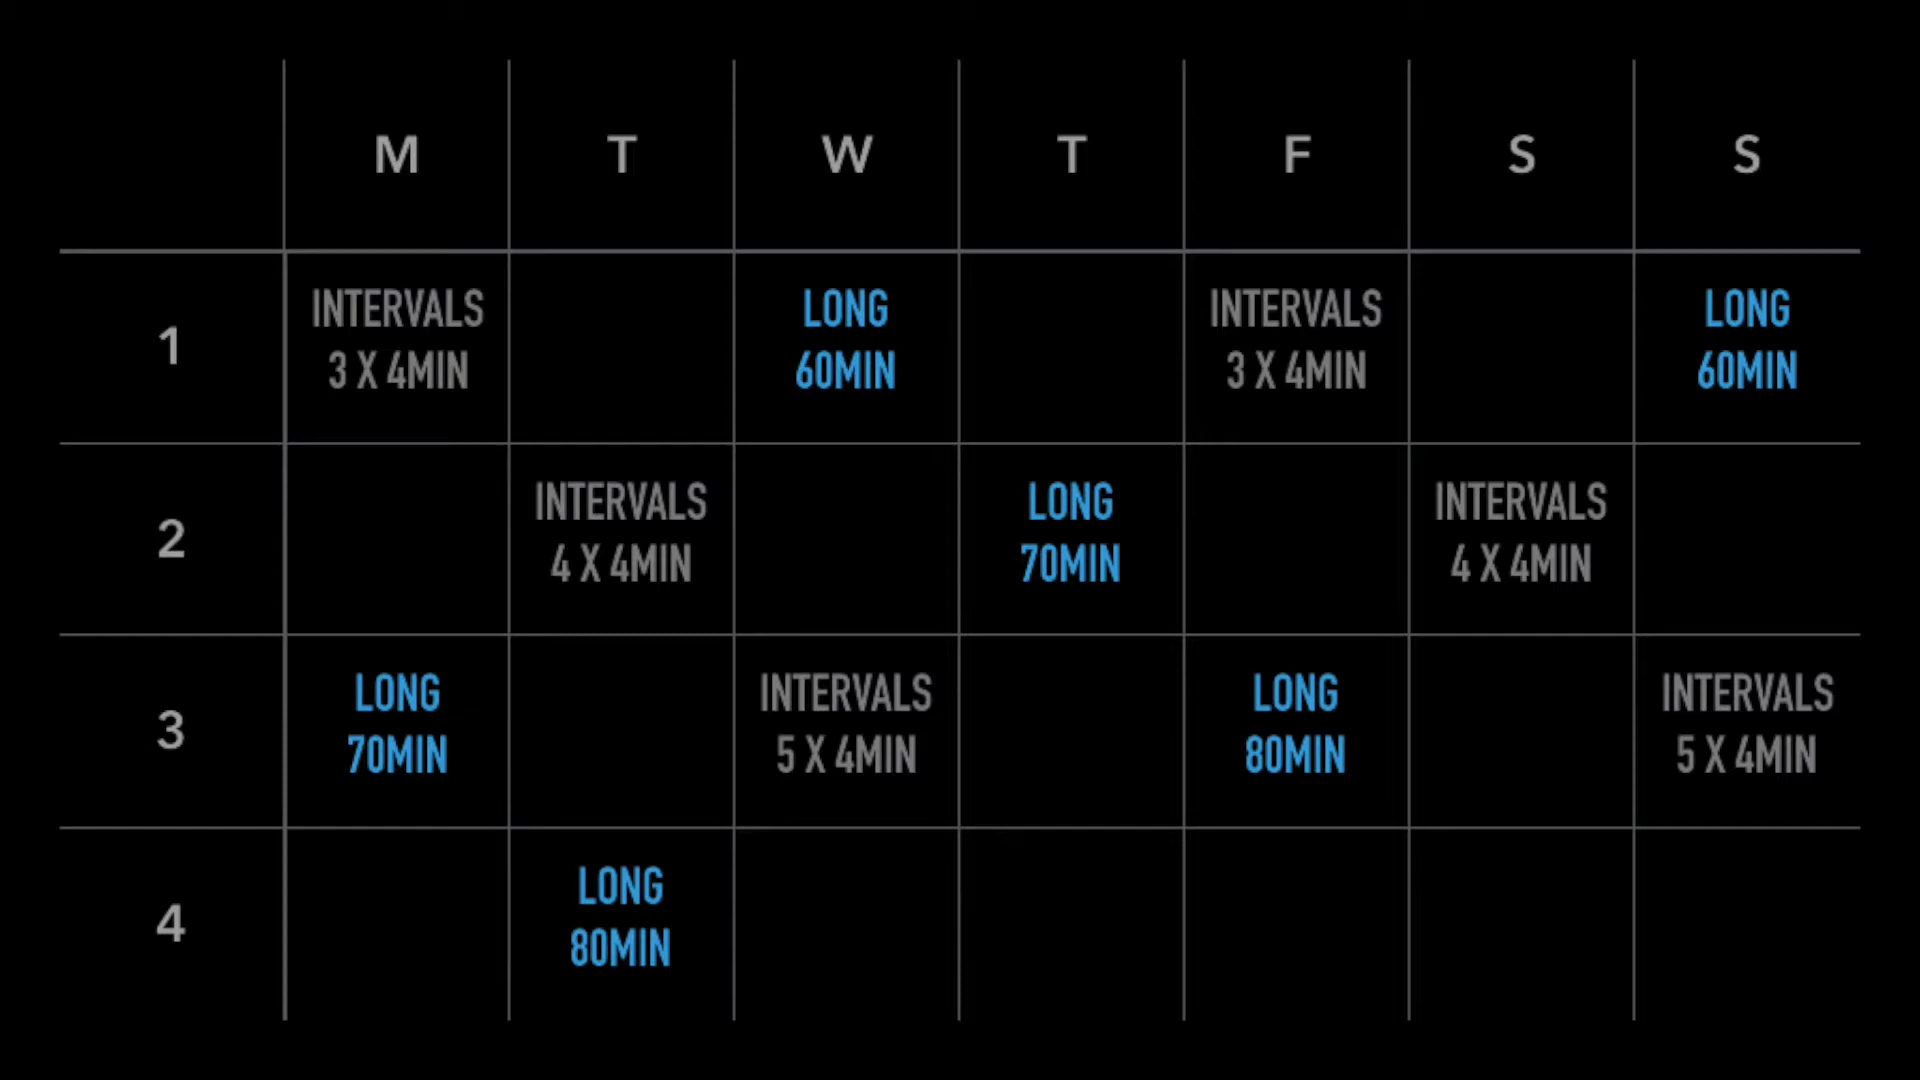 M T W T F S S
1
INTERVALS
3 X 4MIN
LONG
60MIN
INTERVALS
3 X 4MIN
LONG
60MIN
2
INTERVALS
4 X 4MIN
LONG
70MIN
INTERVALS
4 X 4MIN
3
LONG
70MIN
INTERVALS
5 X 4MIN
LONG
80MIN
INTERVALS
5 X 4MIN
4
LONG
80MIN